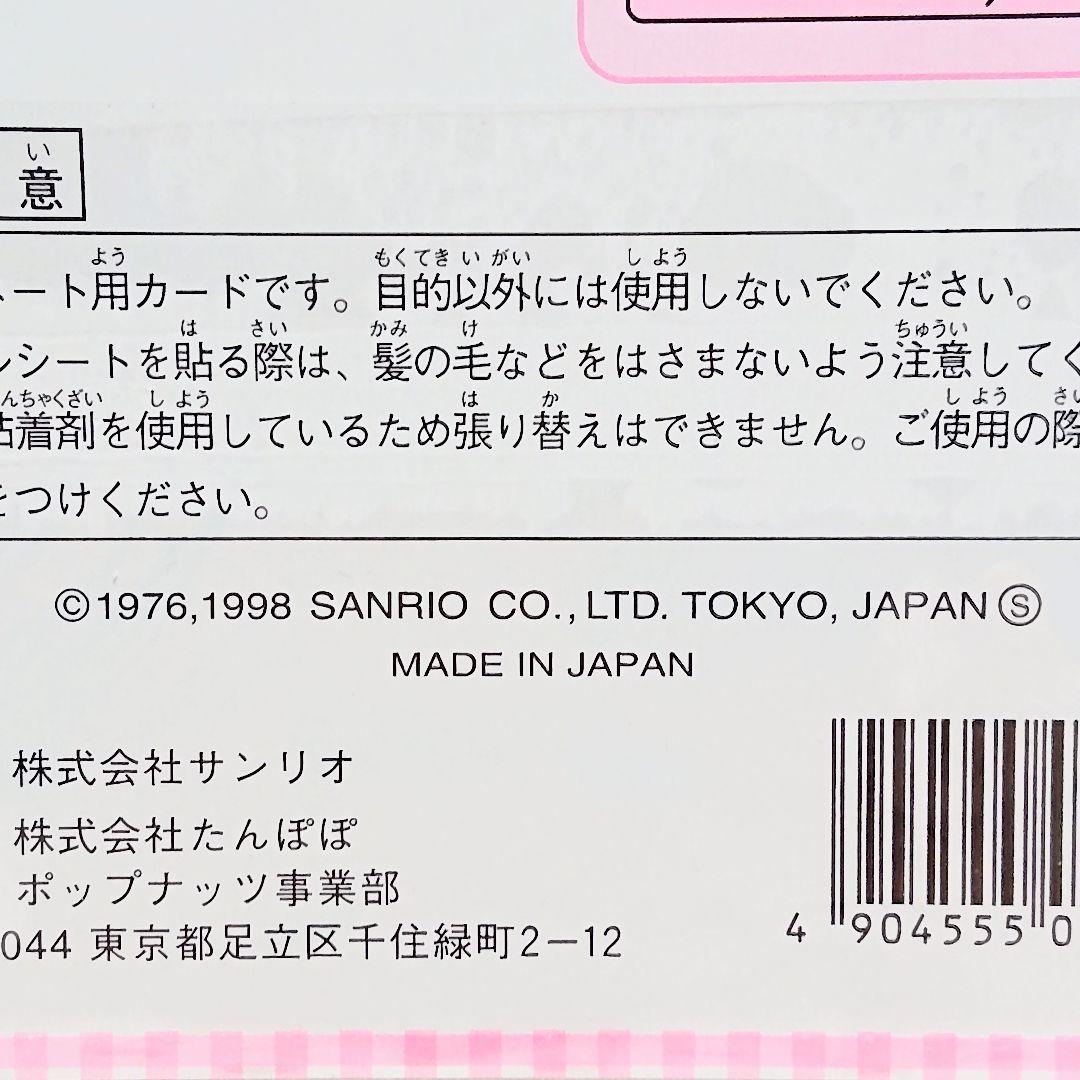 意
ート用カードです。目的以外には使用しないでください。
シートを貼る際は、髪の毛などをはさまないよう注意してく
着剤を使用しているため張り替えはできません。ご使用の際
をつけください。
©1976,1998 SANRIO CO.,LTD. TOKYO, JAPAN Ⓢ
MADE IN JAPAN
株式会社サンリオ
株式会社たんぽぽ
ポップナッツ事業部
044 東京都足立区千住緑町2−12
4 904555 0